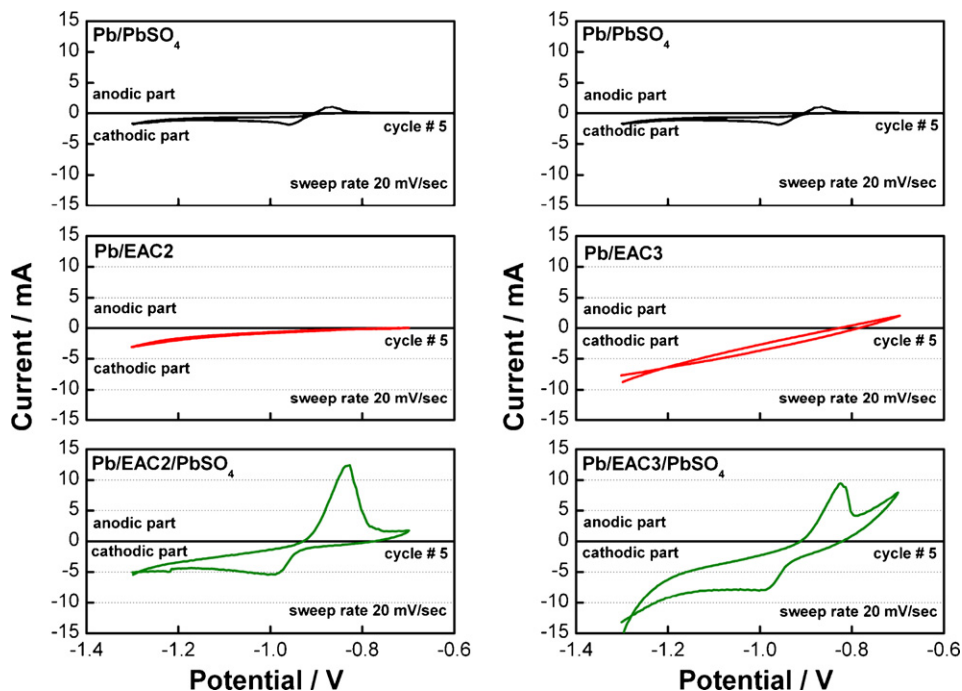 Pb/PbSO₄
15
10
5
0
-5
-10
-15
anodic part
cathodic part
cycle # 5
sweep rate 20 mV/sec
Pb/EAC2
15
10
5
0
-5
-10
-15
anodic part
cathodic part
cycle # 5
sweep rate 20 mV/sec
Pb/EAC2/PbSO₄
15
10
5
0
-5
-10
-15
anodic part
cathodic part
cycle # 5
sweep rate 20 mV/sec
-1.4 -1.2 -1.0 -0.8 -0.6
Current / mA
Potential / V
Pb/PbSO₄
15
10
5
0
-5
-10
-15
anodic part
cathodic part
cycle # 5
sweep rate 20 mV/sec
Pb/EAC3
15
10
5
0
-5
-10
-15
anodic part
cathodic part
cycle # 5
sweep rate 20 mV/sec
Pb/EAC3/PbSO₄
15
10
5
0
-5
-10
-15
anodic part
cathodic part
cycle # 5
sweep rate 20 mV/sec
-1.4 -1.2 -1.0 -0.8 -0.6
Current / mA
Potential / V